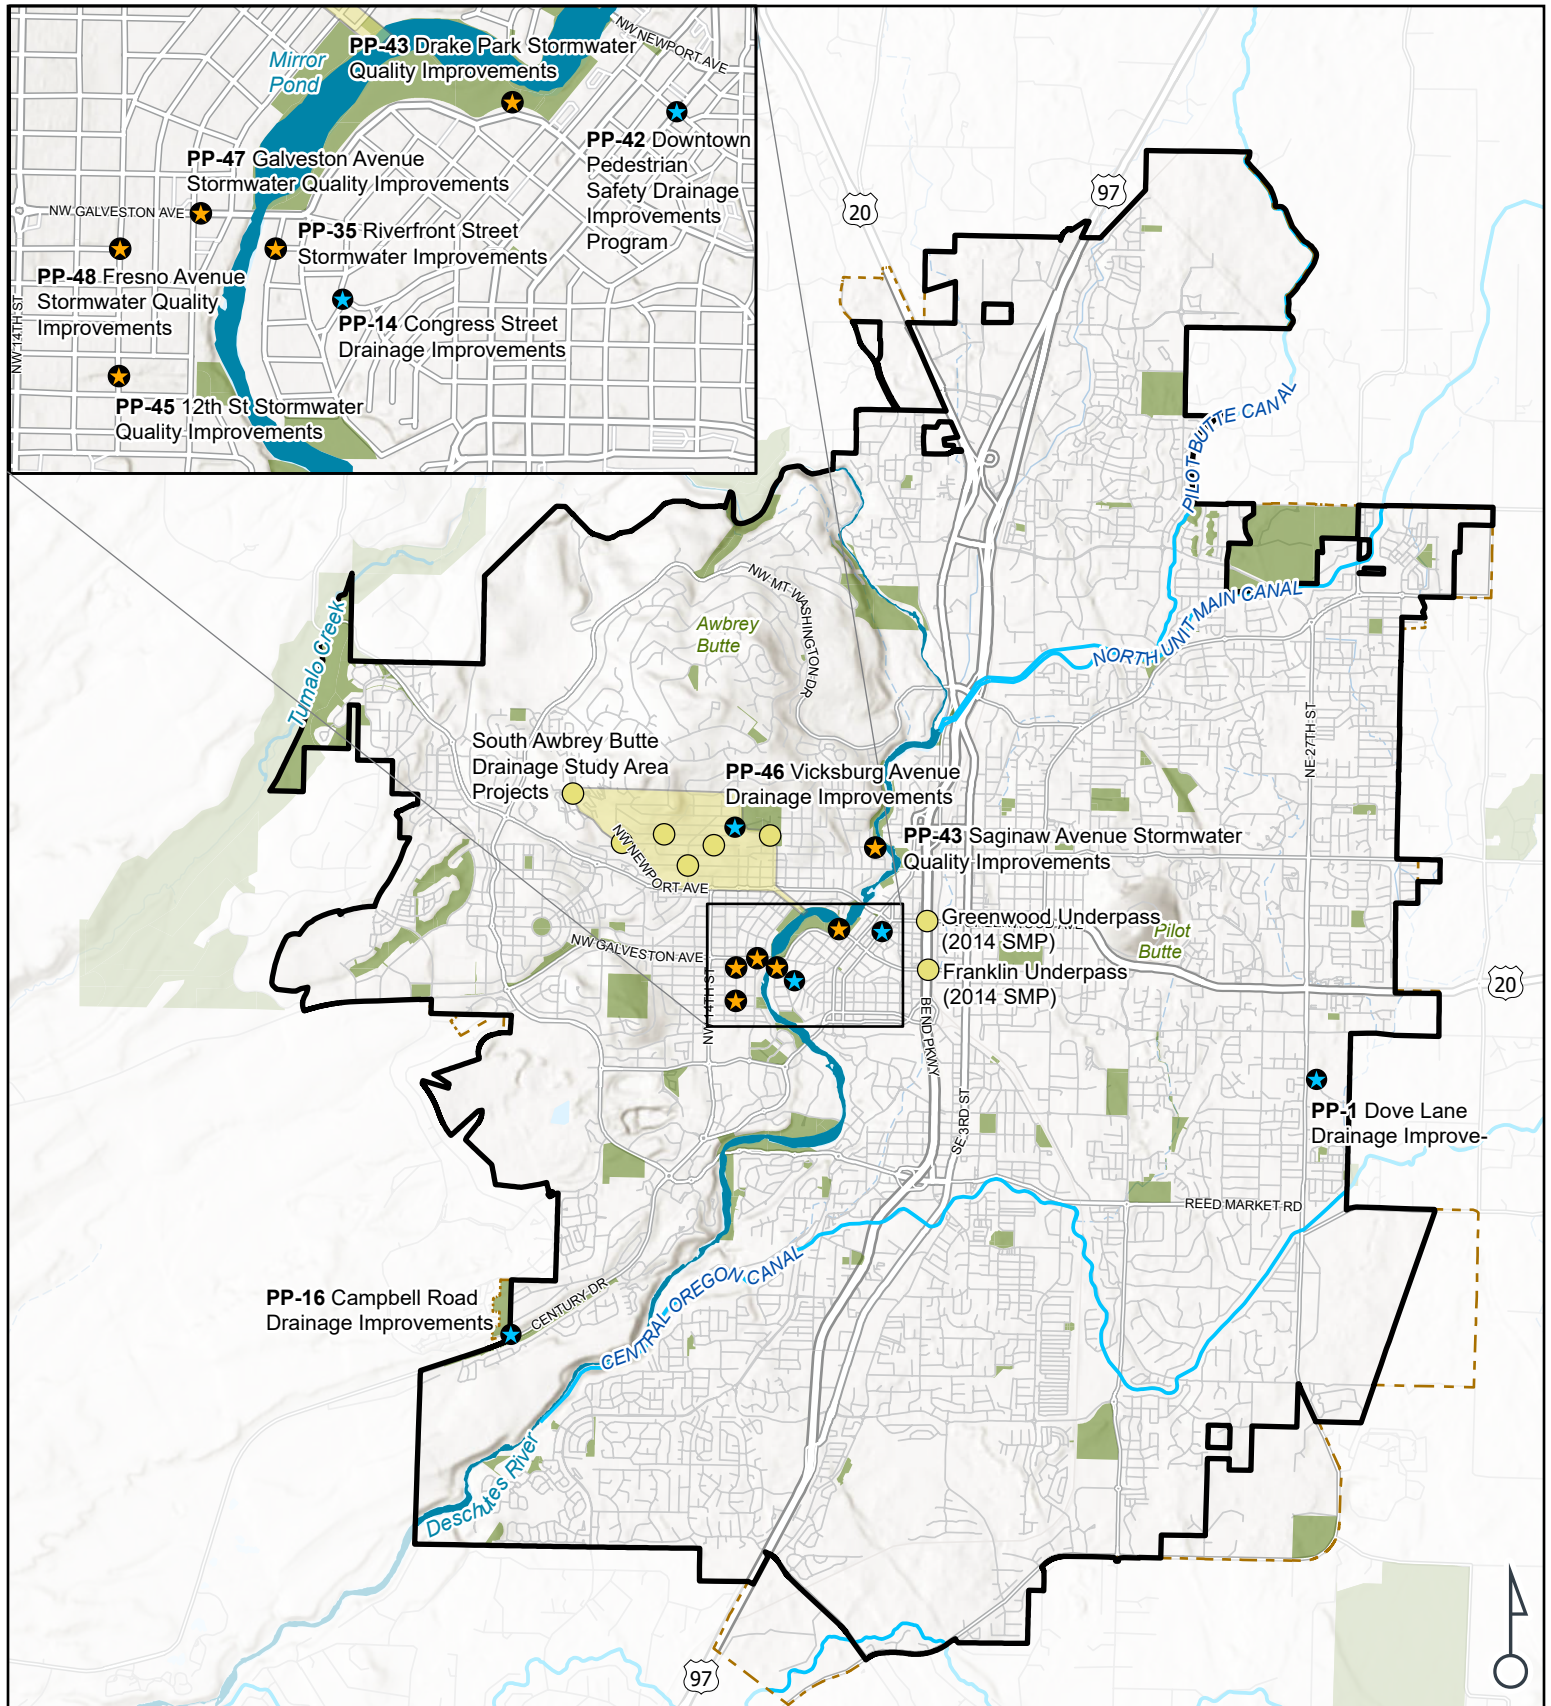 NW NEWPORT AVE
Mirror
Pond
PP-43 Drake Park Stormwater
Quality Improvements
PP-42 Downtown
Pedestrian
Safety Drainage
Improvements
Program
PP-47 Galveston Avenue
Stormwater Quality Improvements
NW GALVESTON AVE
PP-35 Riverfront Street
Stormwater Improvements
PP-48 Fresno Avenue
Stormwater Quality
Improvements
NW 14TH ST
PP-14 Congress Street
Drainage Improvements
PP-45 12th St Stormwater
Quality Improvements
97
20
PILOT BUTTE CANAL
NORTH UNIT MAIN CANAL
NW MT WASHINGTON DR
Awbrey
Butte
Tumalo Creek
NE 27TH ST
South Awbrey Butte
Drainage Study Area
Projects
PP-46 Vicksburg Avenue
Drainage Improvements
NW NEWPORT AVE
PP-43 Saginaw Avenue Stormwater
Quality Improvements
Greenwood Underpass
(2014 SMP)
AVE
Pilot
Butte
Franklin Underpass
(2014 SMP)
NW GALVESTON AVE
NW 14TH ST
20
BEND PKWY
SE 3RD ST
PP-1 Dove Lane
Drainage Improve-
REED MARKET RD
PP-16 Campbell Road
Drainage Improvements
CENTURY DR
CENTRAL OREGON CANAL
Deschutes River
97